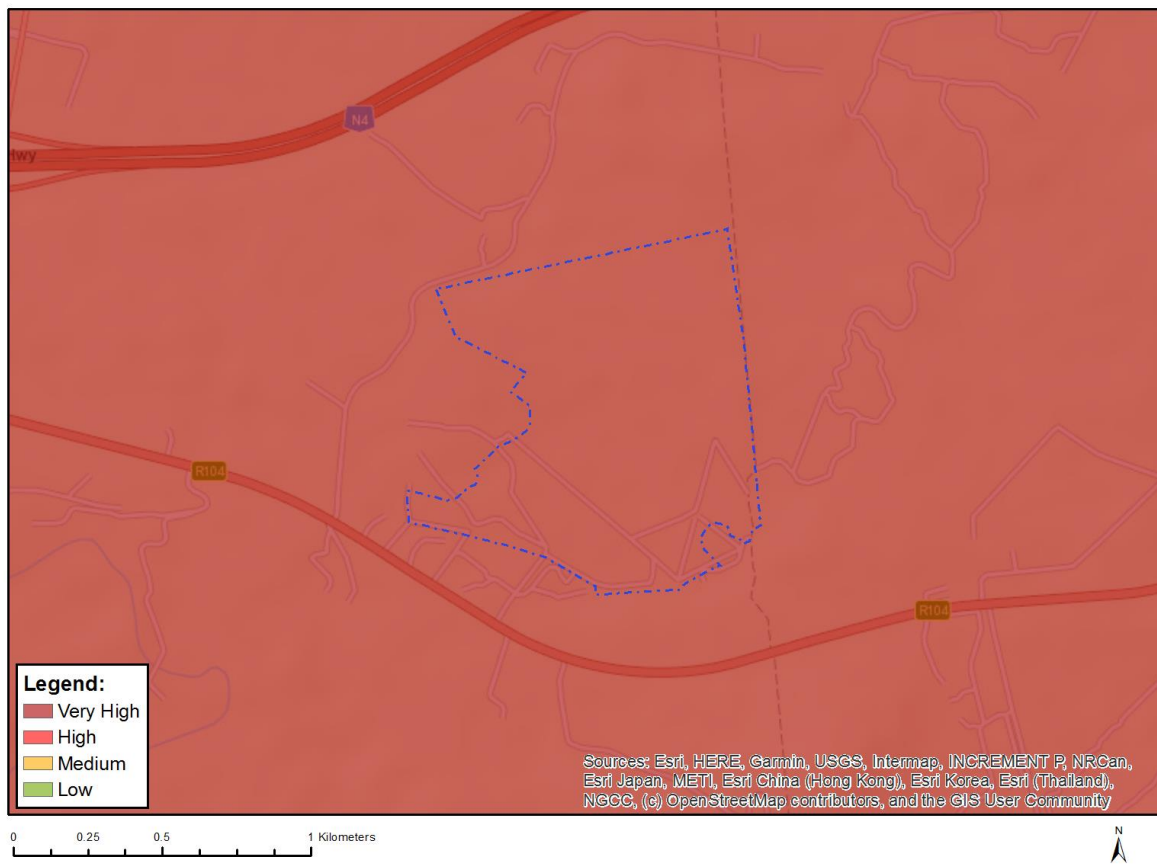 N4
Hwy
R104
R104
Legend:
Very High
High
Medium
Low
Sources: Esri, HERE, Garmin, USGS, Intermap, INCREMENT P, NRCan,
Esri Japan, METI, Esri China (Hong Kong), Esri Korea, Esri (Thailand),
NGCC, (c) OpenStreetMap contributors, and the GIS User Community
0 0.25 0.5 1 Kilometers
N